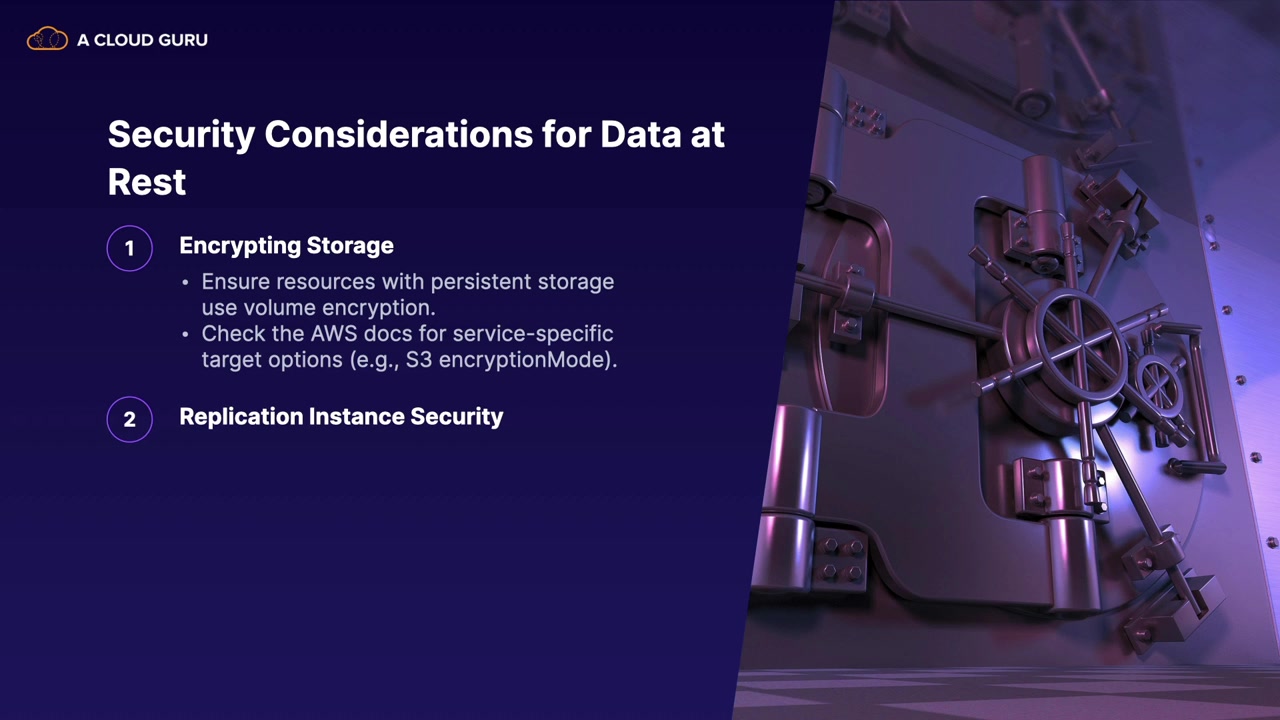 A CLOUD GURU
Security Considerations for Data at
Rest
1
Encrypting Storage
• Ensure resources with persistent storage
use volume encryption.
• Check the AWS docs for service-specific
target options (e.g., S3 encryptionMode).
2
Replication Instance Security